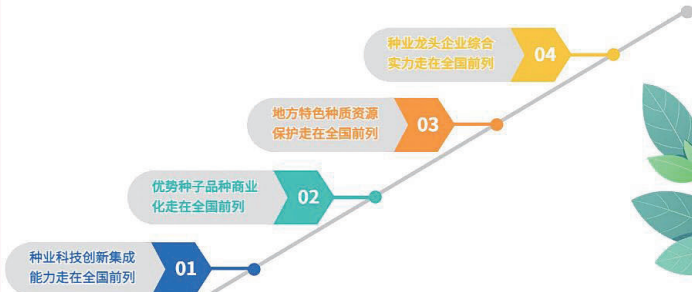 种业龙头企业综合
实力走在全国前列
04
地方特色种质资源
保护走在全国前列
03
优势种子品种商业
化走在全国前列
02
种业科技创新集成
能力走在全国前列
01